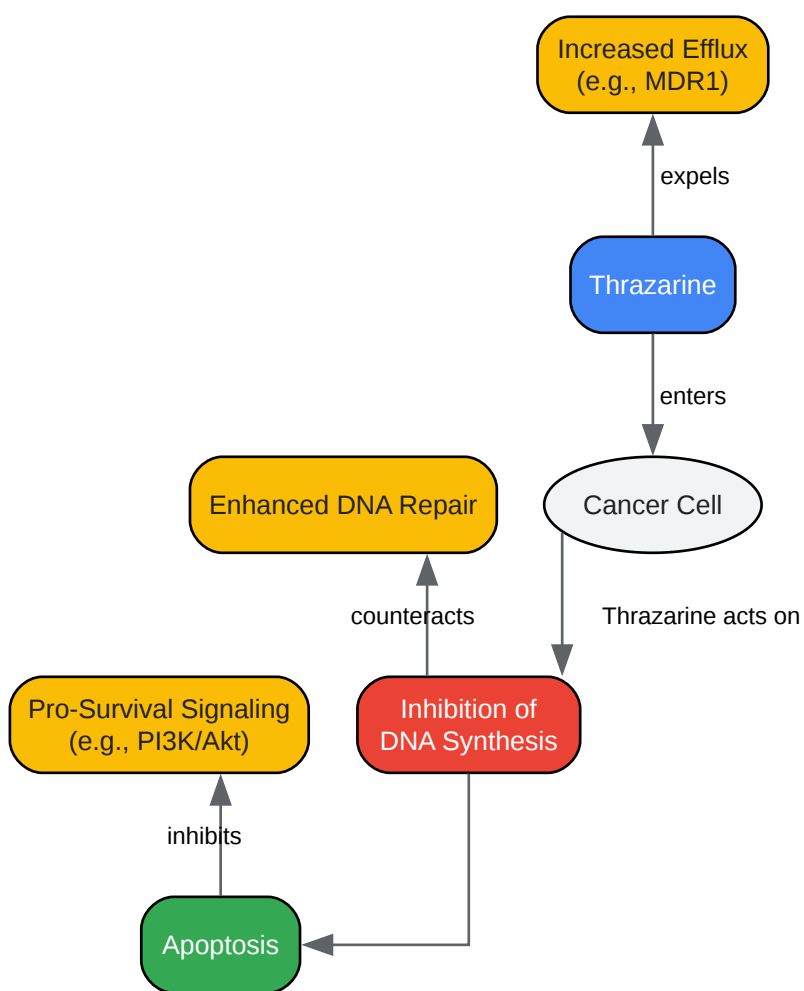 Increased Efflux
(e.g., MDR1)
expels
Thrazarine
enters
Enhanced DNA Repair
Cancer Cell
counteracts
Thrazarine acts on
Pro-Survival Signaling
(e.g., PI3K/Akt)
Inhibition of
DNA Synthesis
inhibits
Apoptosis